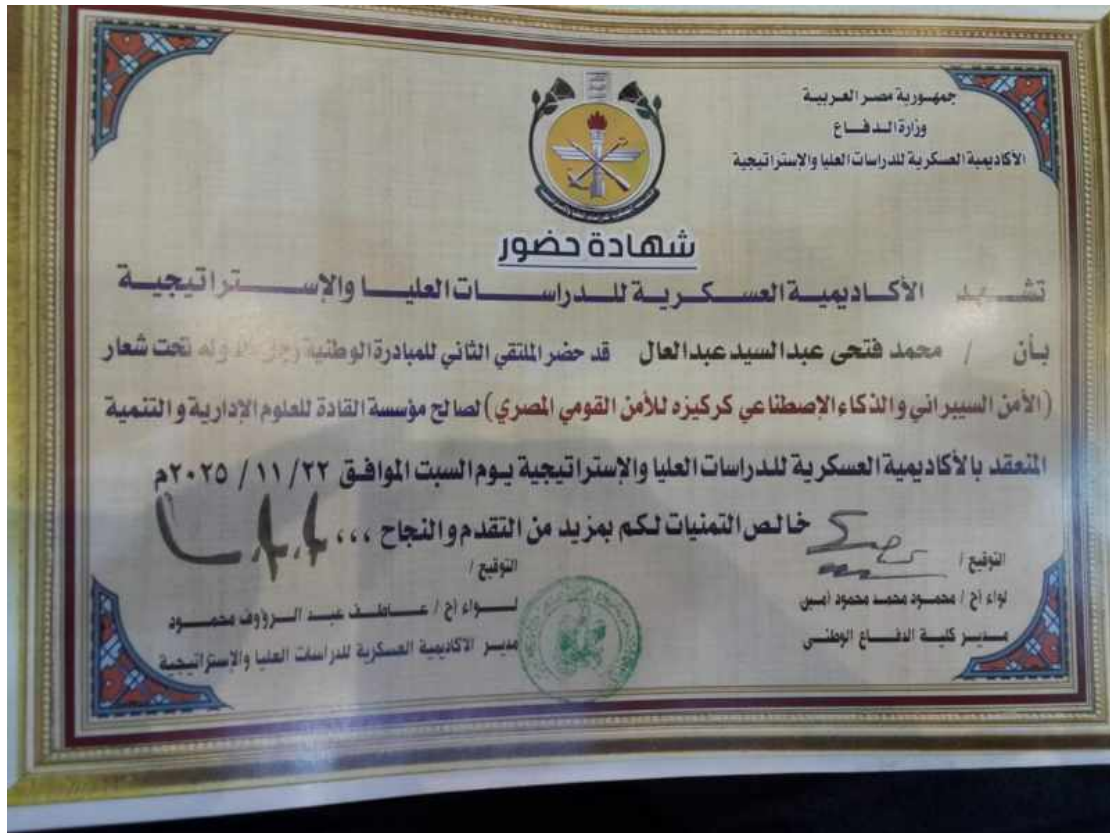 جمهورية مصر العربية
وزارة الدفاع
الأكاديمية العسكرية للدراسات العليا والإستراتيجية
شهادة حضور
تشهد الأكاديمية العسكرية للدراسات العليا والإستراتيجية
بأن / محمد فتحى عبدالسيد عبدالعال قد حضر الملتقي الثاني للمبادرة الوطنية تحت شعار
(الأمن السيبراني والذكاء الإصطناعي كركيزه للأمن القومي المصري) لصالح مؤسسة القادة للعلوم الإدارية والتنمية
المنعقد بالأكاديمية العسكرية للدراسات العليا والإستراتيجية يوم السبت الموافق ٢٢ / ١١ / ٢٠٢٥م
خالص التمنيات لكم بمزيد من التقدم والنجاح ،،،
التوقيع /
لواء أح / محمود محمد محمود أمين
مدير كلية الدفاع الوطنى
التوقيع /
لواء أح / عاطف عبد الرؤوف محمود
مدير الأكاديمية العسكرية للدراسات العليا والإستراتيجية